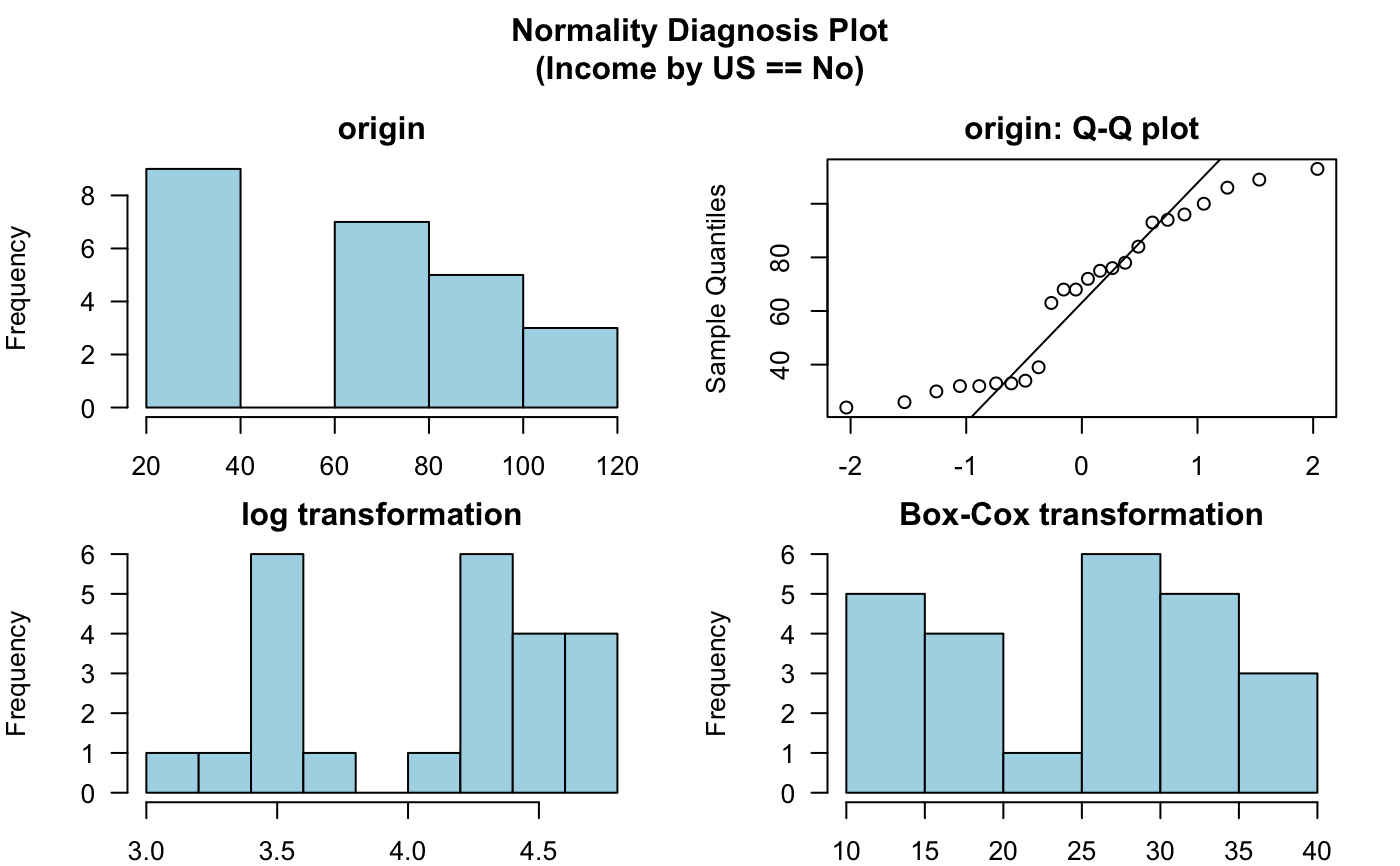 Normality Diagnosis Plot
(Income by US == No)
origin
Frequency
8
6
4
2
0
20 40 60 80 100 120
origin: Q-Q plot
Sample Quantiles
80
60
40
-2 -1 0 1 2
log transformation
Frequency
6
5
4
3
2
1
0
3.0 3.5 4.0 4.5
Box-Cox transformation
Frequency
6
5
4
3
2
1
0
10 15 20 25 30 35 40